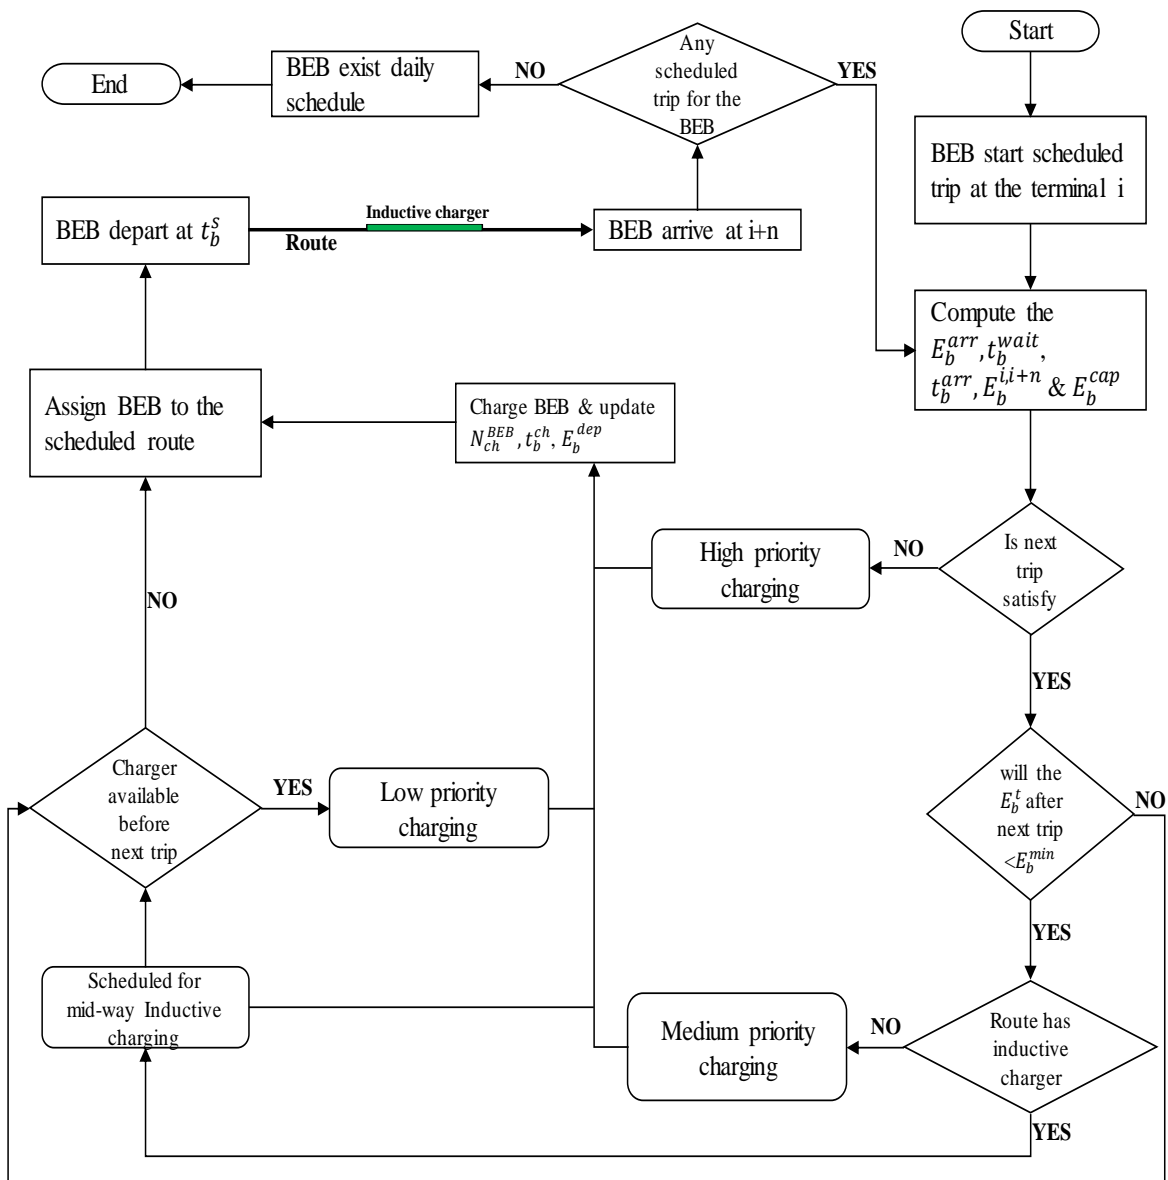 Start
Any
scheduled
trip for the
BEB
NO
YES
BEB exist daily
schedule
End
BEB start scheduled
trip at the terminal i
BEB depart at t_b^s
Inductive charger
Route
BEB arrive at i+n
Compute the
E_b^{arr}, t_b^{wait},
t_b^{arr}, E_b^{i,i+n} & E_b^{cap}
Assign BEB to the
scheduled route
Charge BEB & update
N_{ch}^{BEB}, t_b^{ch}, E_b^{dep}
Is next
trip
satisfy
NO
High priority
charging
YES
NO
will the
E_b^t after
next trip
<E_b^{min}
NO
YES
Charger
available
before
next trip
YES
Low priority
charging
Scheduled for
mid-way Inductive
charging
Medium priority
charging
NO
Route has
inductive
charger
YES